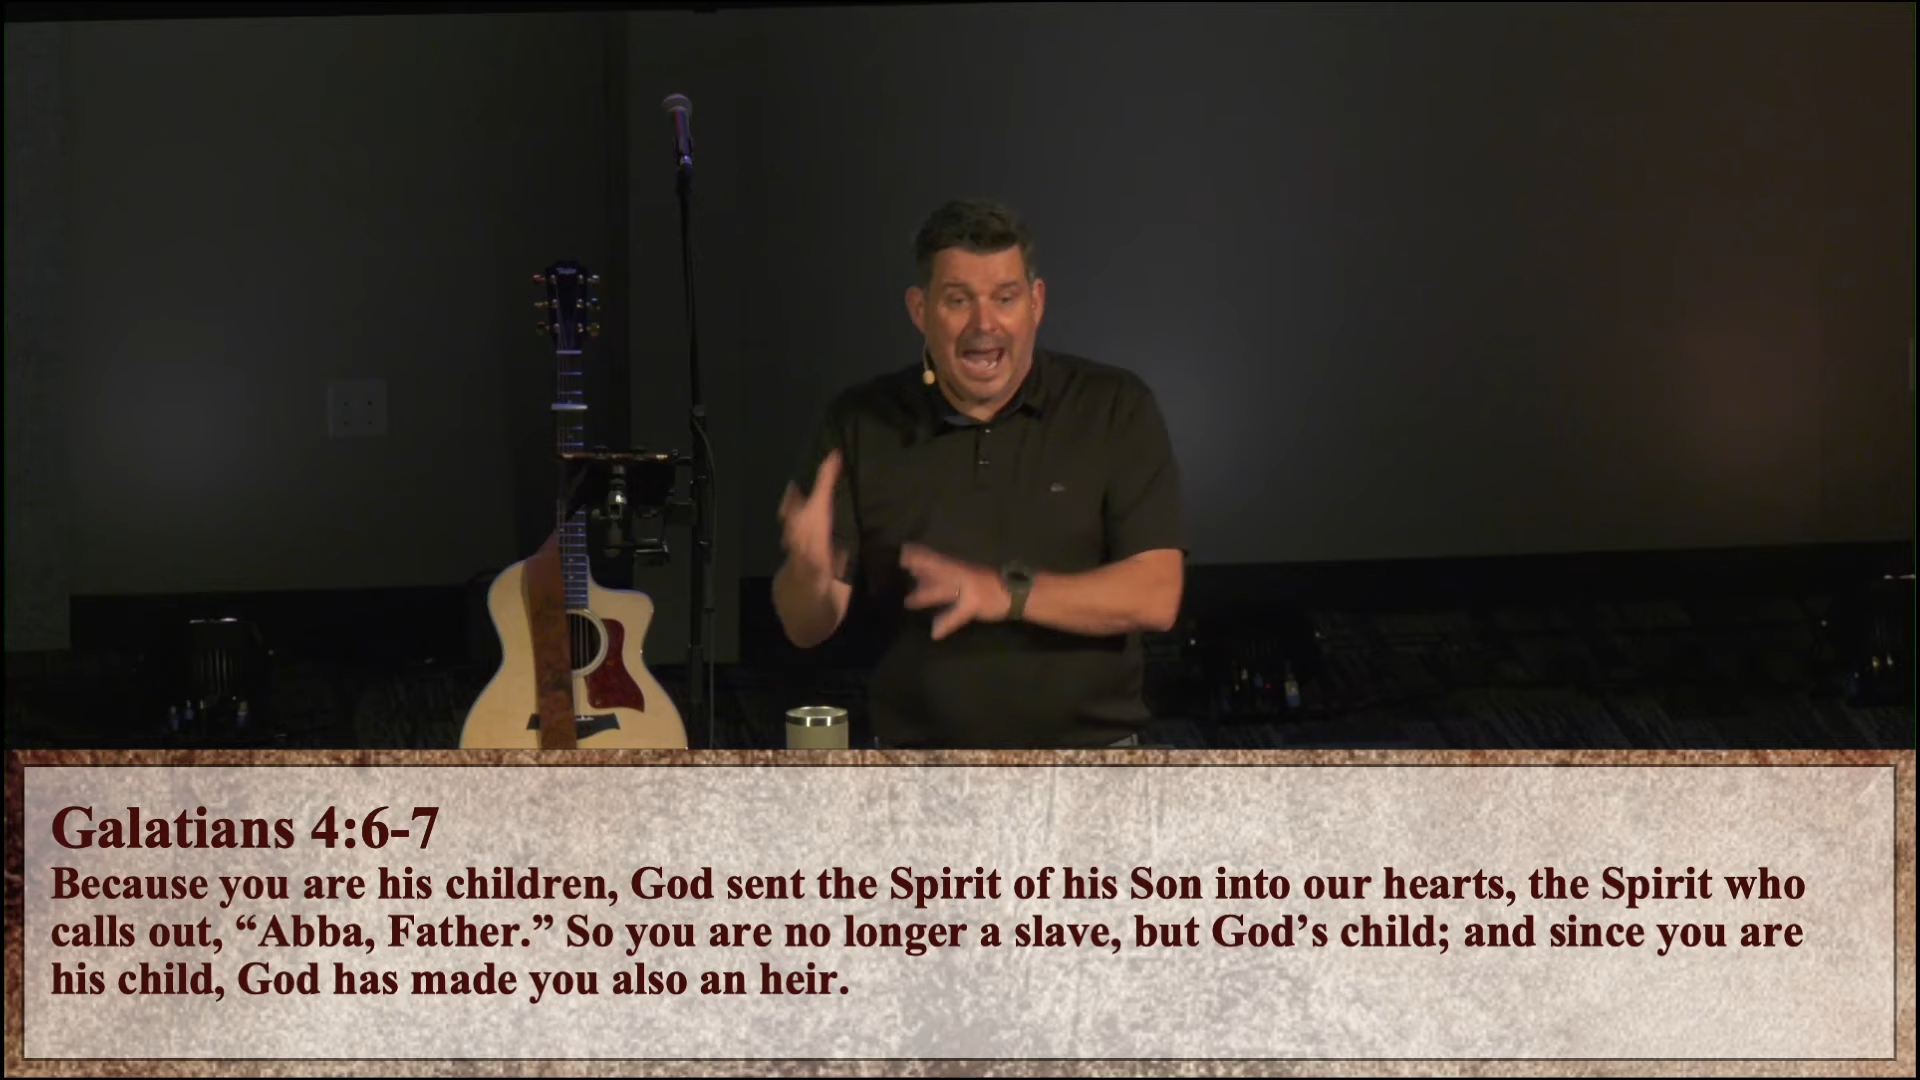 Taylor
Galatians 4:6-7
Because you are his children, God sent the Spirit of his Son into our hearts, the Spirit who
calls out, “Abba, Father.” So you are no longer a slave, but God’s child; and since you are
his child, God has made you also an heir.